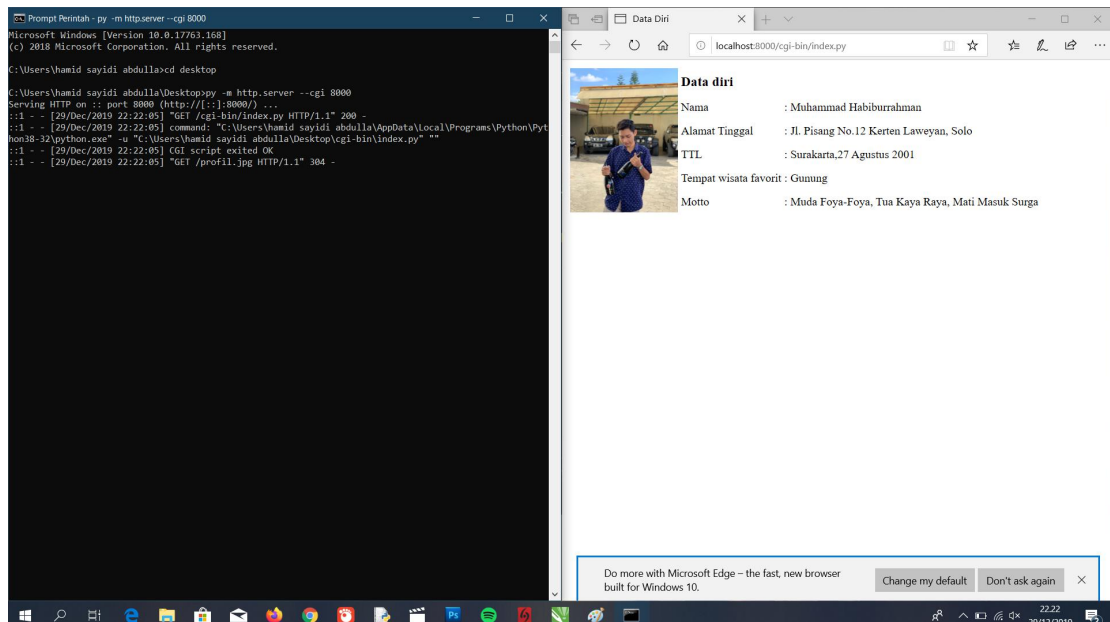 Prompt Perintah - py -m http.server --cgi 8000
Microsoft Windows [Version 10.0.17763.168]
(c) 2018 Microsoft Corporation. All rights reserved.
C:\Users\hamid sayidi abdulla>cd desktop
C:\Users\hamid sayidi abdulla\Desktop>py -m http.server --cgi 8000
Serving HTTP on :: port 8000 (http://[::]:8000/) ...
::1 - - [29/Dec/2019 22:22:05] "GET /cgi-bin/index.py HTTP/1.1" 200 -
::1 - - [29/Dec/2019 22:22:05] command: "C:\Users\hamid sayidi abdulla\AppData\Local\Programs\Python\Pyt
hon38-32\python.exe" -u "C:\Users\hamid sayidi abdulla\Desktop\cgi-bin\index.py" ""
::1 - - [29/Dec/2019 22:22:05] CGI script exited OK
::1 - - [29/Dec/2019 22:22:05] "GET /profil.jpg HTTP/1.1" 304 -
Data Diri
localhost:8000/cgi-bin/index.py
Data diri
Nama : Muhammad Habiburrahman
Alamat Tinggal : Jl. Pisang No.12 Kerten Laweyan, Solo
TTL : Surakarta,27 Agustus 2001
Tempat wisata favorit : Gunung
Motto : Muda Foya-Foya, Tua Kaya Raya, Mati Masuk Surga
Do more with Microsoft Edge – the fast, new browser
built for Windows 10.
Change my default
Don't ask again
Ps
22.22
29/12/2019